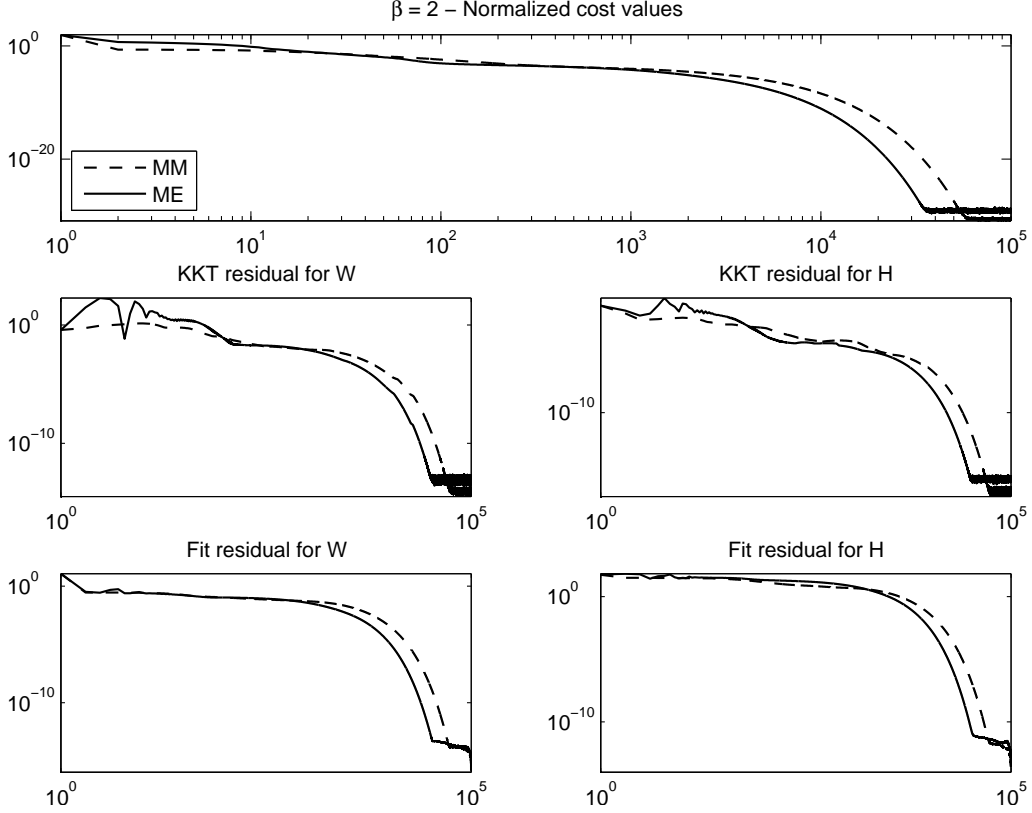 β = 2 – Normalized cost values
10^0
10^−20
MM
ME
10^0 10^1 10^2 10^3 10^4 10^5
KKT residual for W
10^0
10^−10
10^0 10^5
KKT residual for H
10^−10
10^0 10^5
Fit residual for W
10^0
10^−10
10^0 10^5
Fit residual for H
10^0
10^−10
10^0 10^5